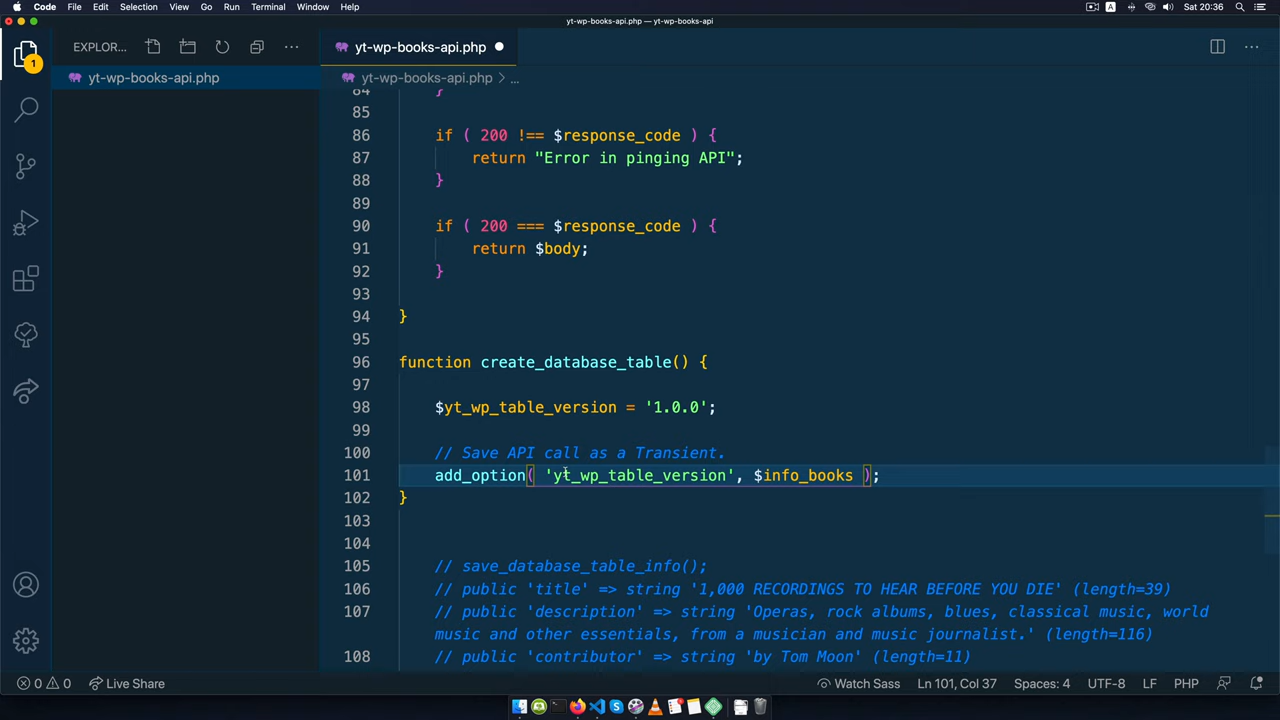 Code File Edit Selection View Go Run Terminal Window Help A Sat 20:36
yt-wp-books-api.php — yt-wp-books-api
EXPLOR... ... yt-wp-books-api.php ...
1
yt-wp-books-api.php
yt-wp-books-api.php > ...
84 }
85
86 if ( 200 !== $response_code ) {
87 return "Error in pinging API";
88 }
89
90 if ( 200 === $response_code ) {
91 return $body;
92 }
93
94 }
95
96 function create_database_table() {
97
98 $yt_wp_table_version = '1.0.0';
99
100 // Save API call as a Transient.
101 add_option( 'yt_wp_table_version', $info_books );
102 }
103
104
105 // save_database_table_info();
106 // public 'title' => string '1,000 RECORDINGS TO HEAR BEFORE YOU DIE' (length=39)
107 // public 'description' => string 'Operas, rock albums, blues, classical music, world
music and other essentials, from a musician and music journalist.' (length=116)
108 // public 'contributor' => string 'by Tom Moon' (length=11)
0 0 Live Share Watch Sass Ln 101, Col 37 Spaces: 4 UTF-8 LF PHP